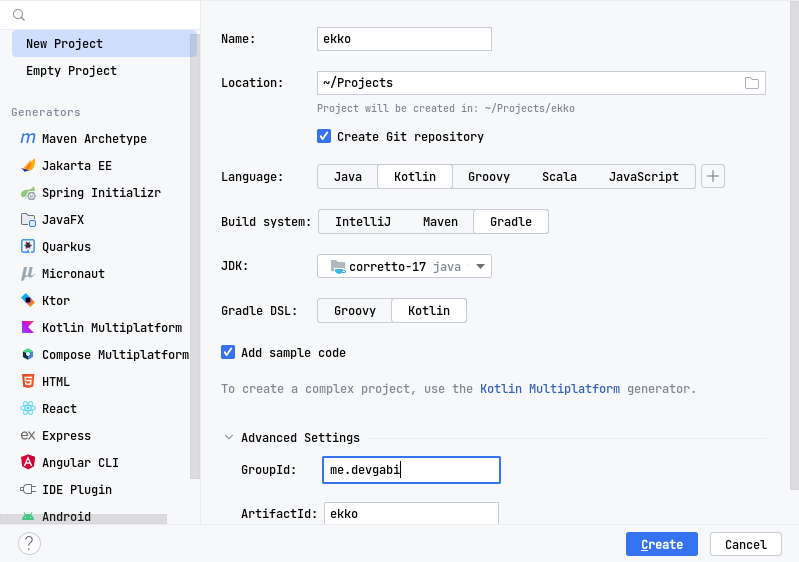 New Project
Empty Project
Generators
Maven Archetype
Jakarta EE
Spring Initializr
JavaFX
Quarkus
Micronaut
Ktor
Kotlin Multiplatform
Compose Multiplatform
HTML
React
Express
Angular CLI
IDE Plugin
Android
?
Name: ekko
Location: ~/Projects
Project will be created in: ~/Projects/ekko
Create Git repository
Language: Java Kotlin Groovy Scala JavaScript +
Build system: IntelliJ Maven Gradle
JDK: corretto-17 java
Gradle DSL: Groovy Kotlin
Add sample code
To create a complex project, use the Kotlin Multiplatform generator.
Advanced Settings
GroupId: me.devgabi
ArtifactId: ekko
Create Cancel